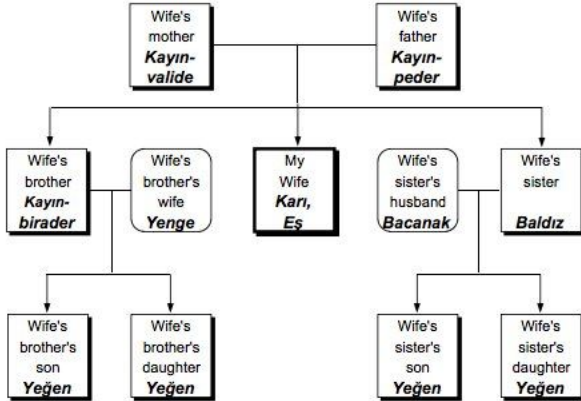 Wife's
mother
Kayın-
valide
Wife's
father
Kayın-
peder
Wife's
brother
Kayın-
birader
Wife's
brother's
wife
Yenge
My
Wife
Karı,
Eş
Wife's
sister's
husband
Bacanak
Wife's
sister
Baldız
Wife's
brother's
son
Yeğen
Wife's
brother's
daughter
Yeğen
Wife's
sister's
son
Yeğen
Wife's
sister's
daughter
Yeğen